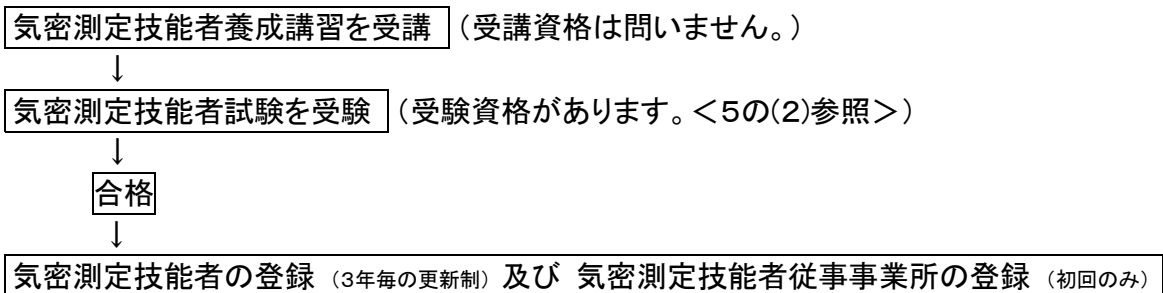 気密測定技能者養成講習を受講 (受講資格は問いません。)
↓
気密測定技能者試験を受験 (受験資格があります。<5の(2)参照>)
↓
合格
↓
気密測定技能者の登録 (3年毎の更新制) 及び 気密測定技能者従事事業所の登録 (初回のみ)